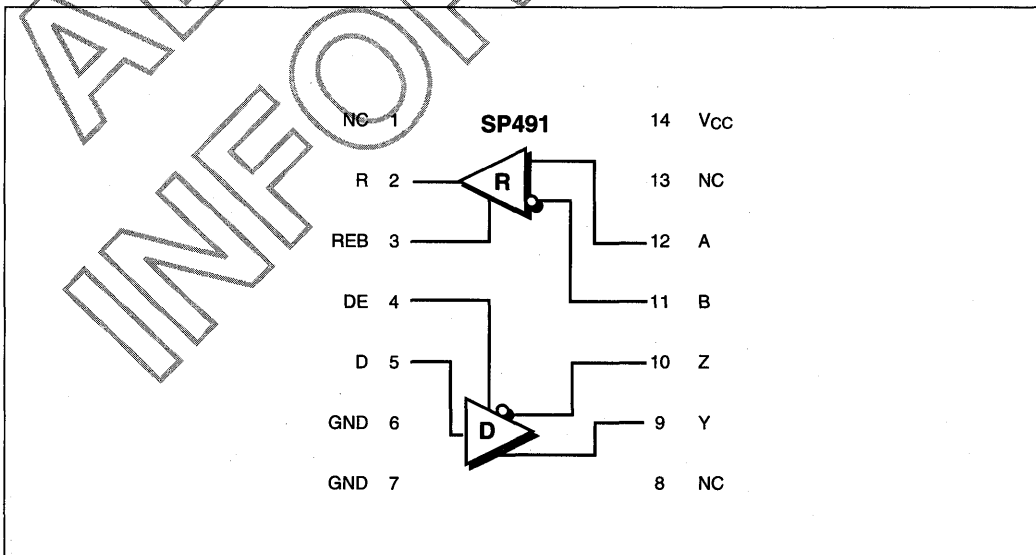 INFOR
SP491
NC 1
R 2
REB 3
DE 4
D 5
GND 6
GND 7
14 VCC
13 NC
12 A
11 B
10 Z
9 Y
8 NC
R
D